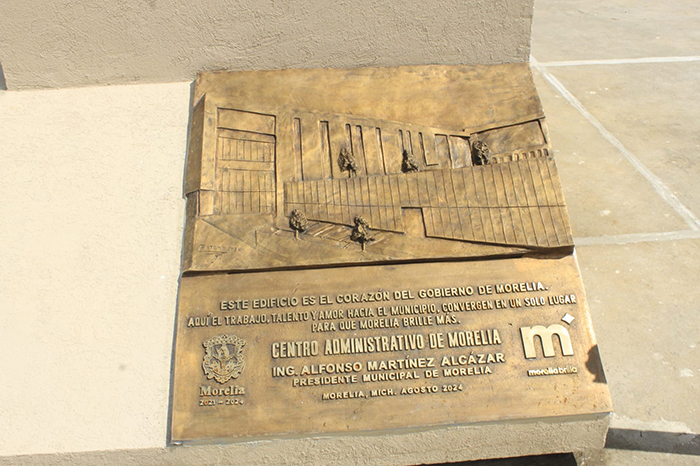 ESTE EDIFICIO ES EL CORAZÓN DEL GOBIERNO DE MORELIA.
AQUÍ EL TRABAJO, TALENTO Y AMOR HACIA EL MUNICIPIO, CONVERGEN EN UN SOLO LUGAR
PARA QUE MORELIA BRILLE MÁS.
CENTRO ADMINISTRATIVO DE MORELIA
ING. ALFONSO MARTÍNEZ ALCÁZAR
PRESIDENTE MUNICIPAL DE MORELIA
MORELIA, MICH. AGOSTO 2024
Morelia
2021 - 2024
m
moreliabrilla